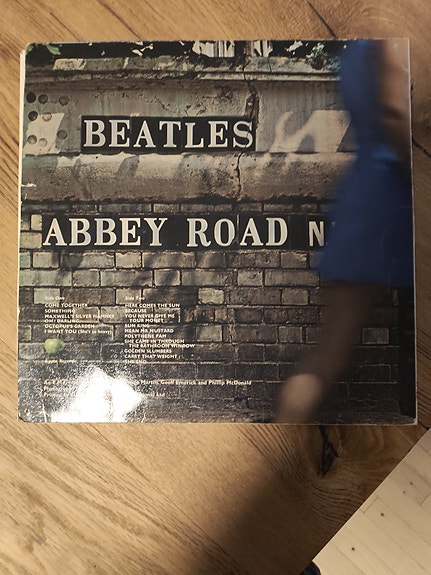 BEATLES
ABBEY ROAD N
Side One
COME TOGETHER
SOMETHING
MAXWELL'S SILVER HAMMER
OH! DARLING
OCTOPUS'S GARDEN
I WANT YOU (She's so heavy)
Side Two
HERE COMES THE SUN
BECAUSE
YOU NEVER GIVE ME
YOUR MONEY
SUN KING
MEAN MR MUSTARD
POLYTHENE PAM
SHE CAME IN THROUGH
THE BATHROOM WINDOW
GOLDEN SLUMBERS
CARRY THAT WEIGHT
THE END
Apple Records
Martin, Geoff Emerick and Phillip McDonald
Ltd